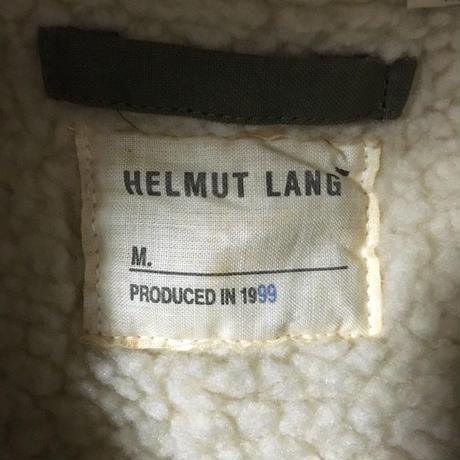 HELMUT LANG
M.
PRODUCED IN 1999